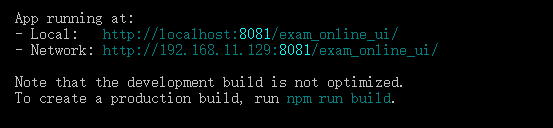 App running at:
- Local:   http://localhost:8081/exam_online_ui/
- Network: http://192.168.11.129:8081/exam_online_ui/
Note that the development build is not optimized.
To create a production build, run npm run build.